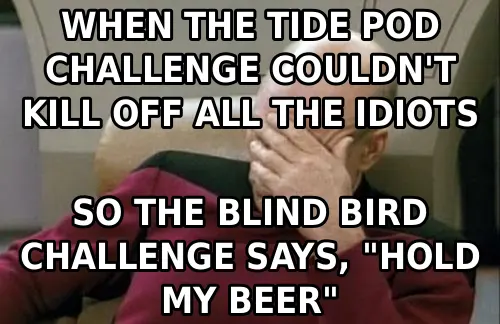 WHEN THE TIDE POD
CHALLENGE COULDN'T
KILL OFF ALL THE IDIOTS
SO THE BLIND BIRD
CHALLENGE SAYS, "HOLD
MY BEER"